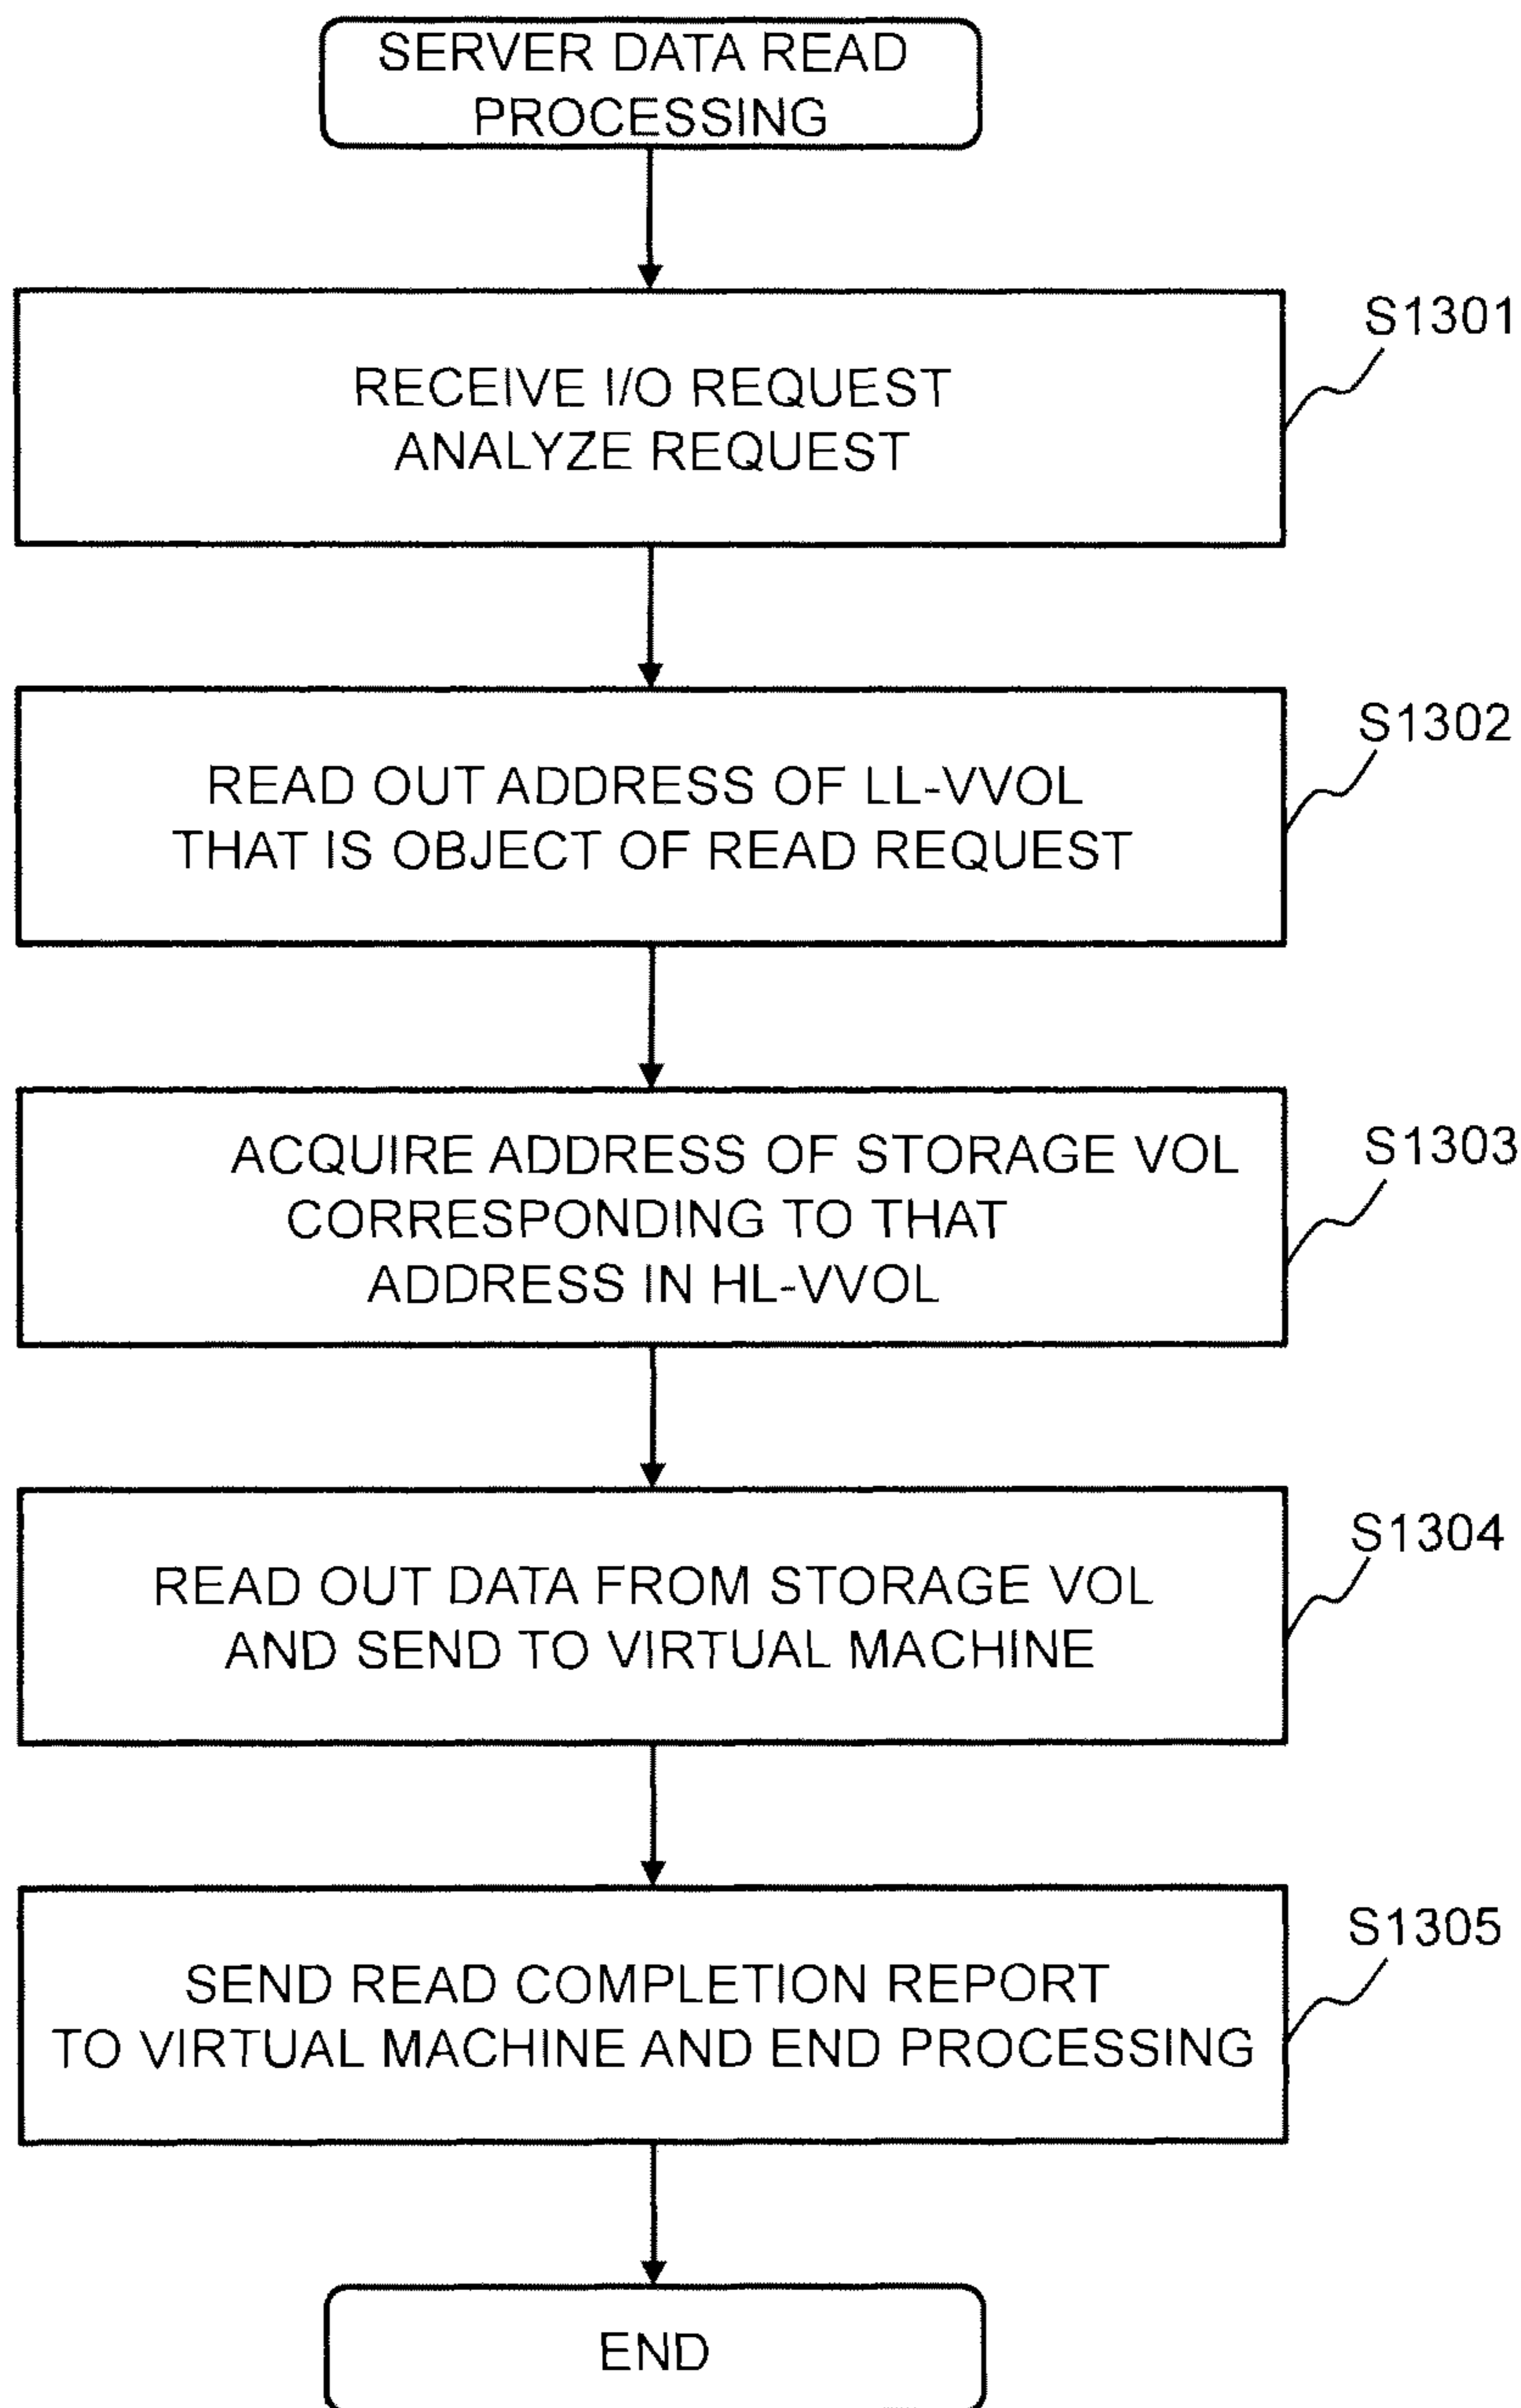 SERVER DATA READ
PROCESSING
S1301
RECEIVE I/O REQUEST
ANALYZE REQUEST
S1302
READ OUT ADDRESS OF LL-VVOL
THAT IS OBJECT OF READ REQUEST
S1303
ACQUIRE ADDRESS OF STORAGE VOL
CORRESPONDING TO THAT
ADDRESS IN HL-VVOL
S1304
READ OUT DATA FROM STORAGE VOL
AND SEND TO VIRTUAL MACHINE
S1305
SEND READ COMPLETION REPORT
TO VIRTUAL MACHINE AND END PROCESSING
END